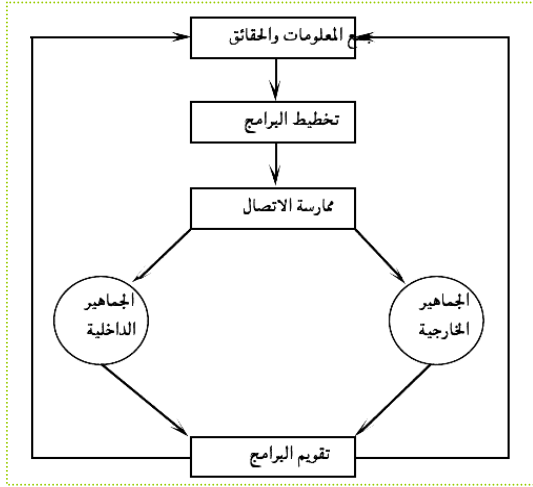 جمع المعلومات والحقائق
تخطيط البرامج
ممارسة الاتصال
الجماهير
الخارجية
الجماهير
الداخلية
تقويم البرامج